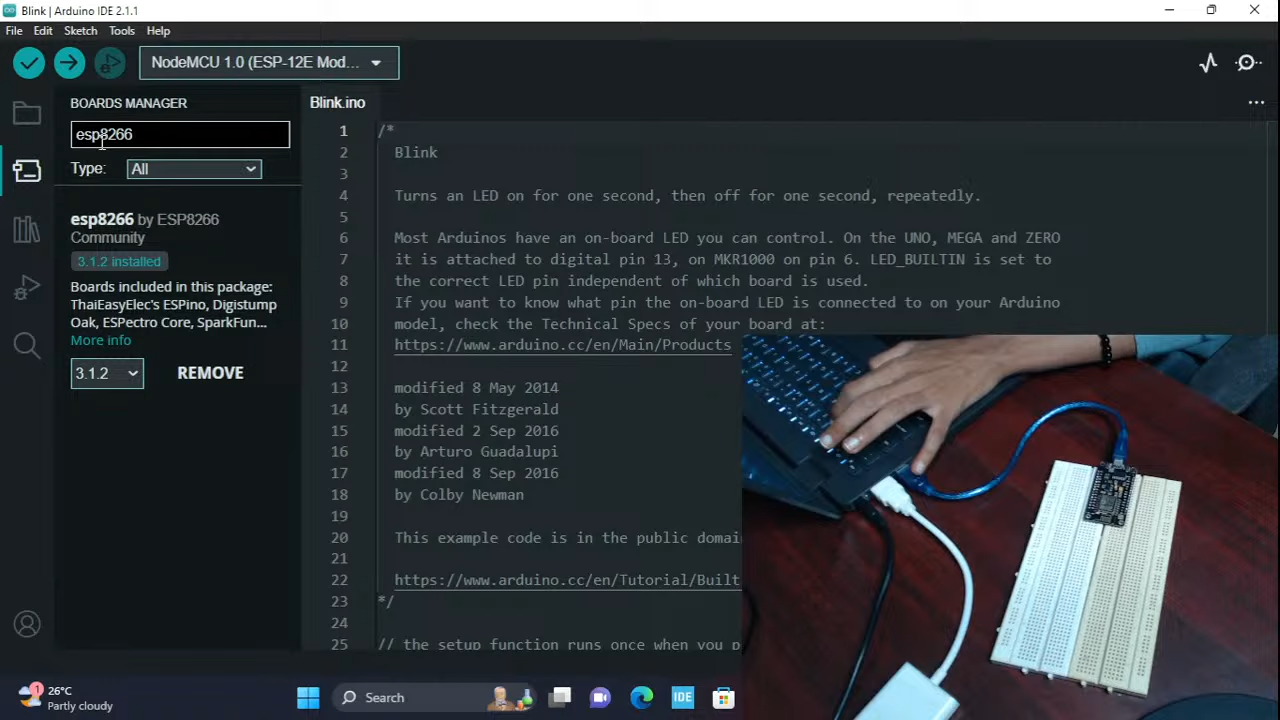 Blink | Arduino IDE 2.1.1
File Edit Sketch Tools Help
NodeMCU 1.0 (ESP-12E Mod...
BOARDS MANAGER
esp8266
Type: All
esp8266 by ESP8266
Community
3.1.2 installed
Boards included in this package:
ThaiEasyElec's ESPino, Digistump
Oak, ESPectro Core, SparkFun...
More info
3.1.2 REMOVE
Blink.ino
1 /*
2 Blink
3
4 Turns an LED on for one second, then off for one second, repeatedly.
5
6 Most Arduinos have an on-board LED you can control. On the UNO, MEGA and ZERO
7 it is attached to digital pin 13, on MKR1000 on pin 6. LED_BUILTIN is set to
8 the correct LED pin independent of which board is used.
9 If you want to know what pin the on-board LED is connected to on your Arduino
10 model, check the Technical Specs of your board at:
11 https://www.arduino.cc/en/Main/Products
12
13 modified 8 May 2014
14 by Scott Fitzgerald
15 modified 2 Sep 2016
16 by Arturo Guadalupi
17 modified 8 Sep 2016
18 by Colby Newman
19
20 This example code is in the public domai
21
22 https://www.arduino.cc/en/Tutorial/Built
23 */
24
25 // the setup function runs once when you p
1
26°C
Partly cloudy
Search
IDE